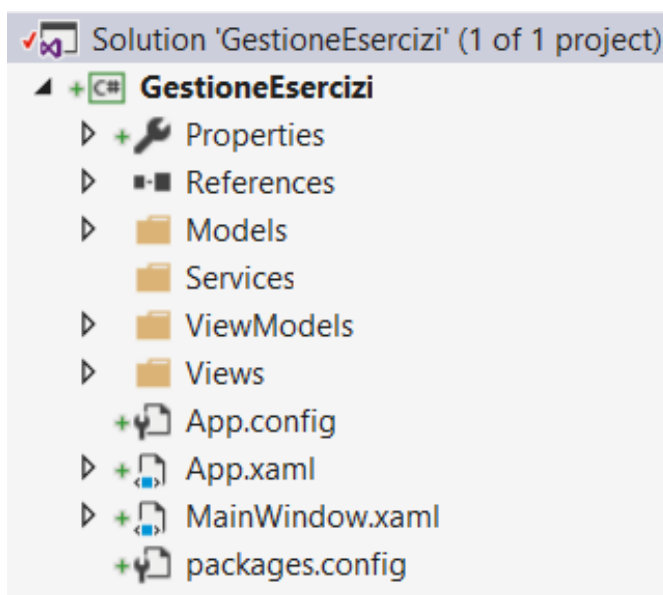 Solution 'GestioneEsercizi' (1 of 1 project)
C# GestioneEsercizi
Properties
References
Models
Services
ViewModels
Views
App.config
App.xaml
MainWindow.xaml
packages.config